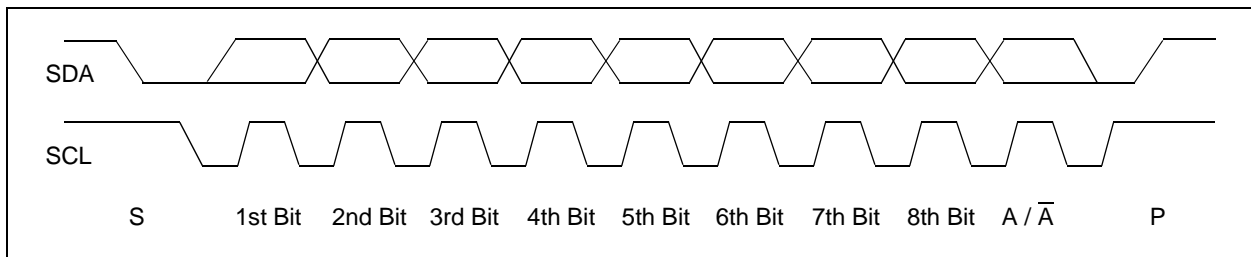 SDA
SCL
S 1st Bit 2nd Bit 3rd Bit 4th Bit 5th Bit 6th Bit 7th Bit 8th Bit A / A̅ P